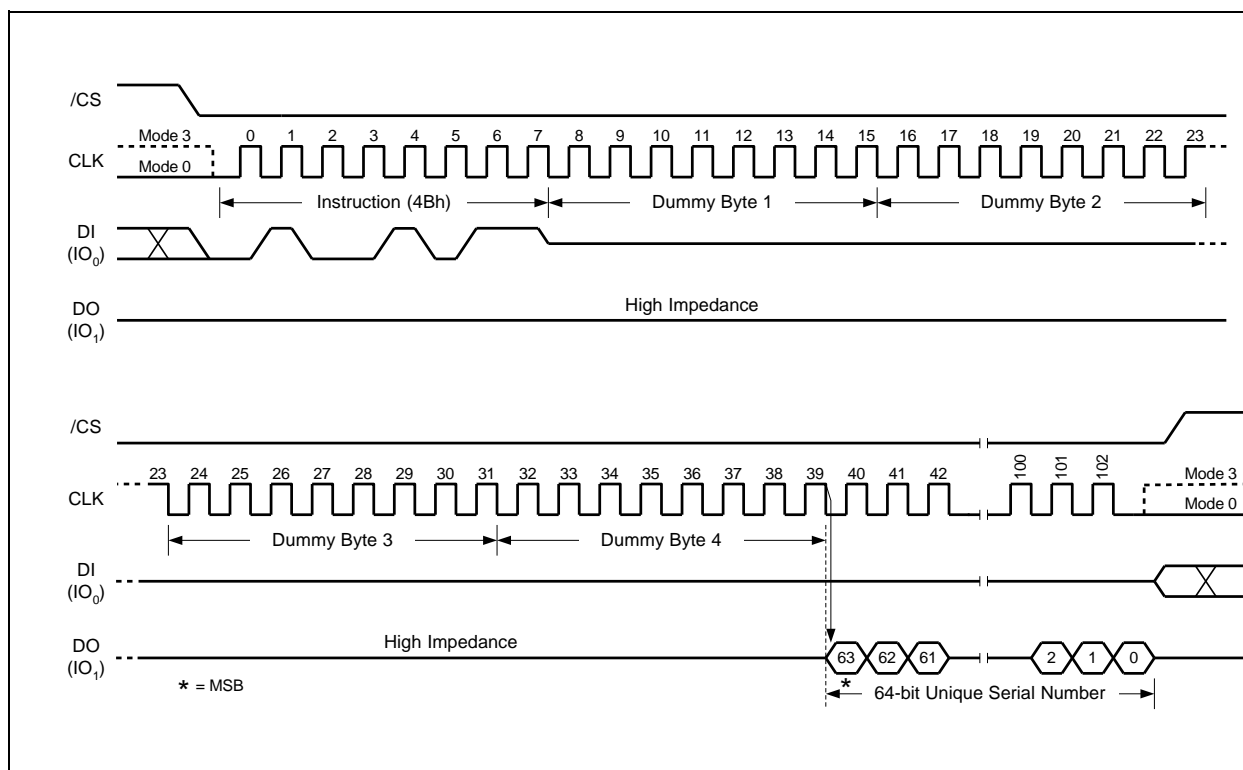 /CS
Mode 3 0 1 2 3 4 5 6 7 8 9 10 11 12 13 14 15 16 17 18 19 20 21 22 23
CLK
Mode 0
Instruction (4Bh) Dummy Byte 1 Dummy Byte 2
DI
(IO0)
High Impedance
DO
(IO1)
/CS
23 24 25 26 27 28 29 30 31 32 33 34 35 36 37 38 39 40 41 42 100 101 102 Mode 3
CLK
Mode 0
Dummy Byte 3 Dummy Byte 4
DI
(IO0)
High Impedance
DO
(IO1)
63 62 61 2 1 0
* = MSB
* 64-bit Unique Serial Number